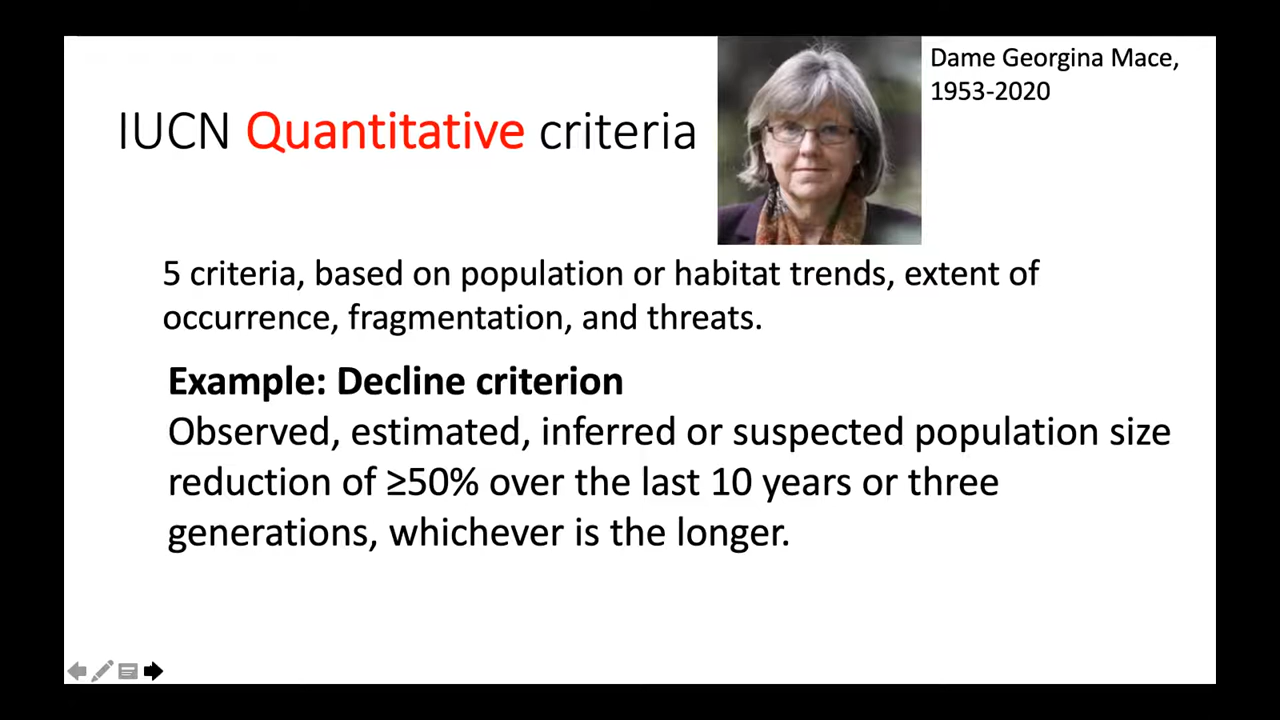 Dame Georgina Mace,
1953-2020
IUCN Quantitative criteria
5 criteria, based on population or habitat trends, extent of
occurrence, fragmentation, and threats.
Example: Decline criterion
Observed, estimated, inferred or suspected population size
reduction of ≥50% over the last 10 years or three
generations, whichever is the longer.